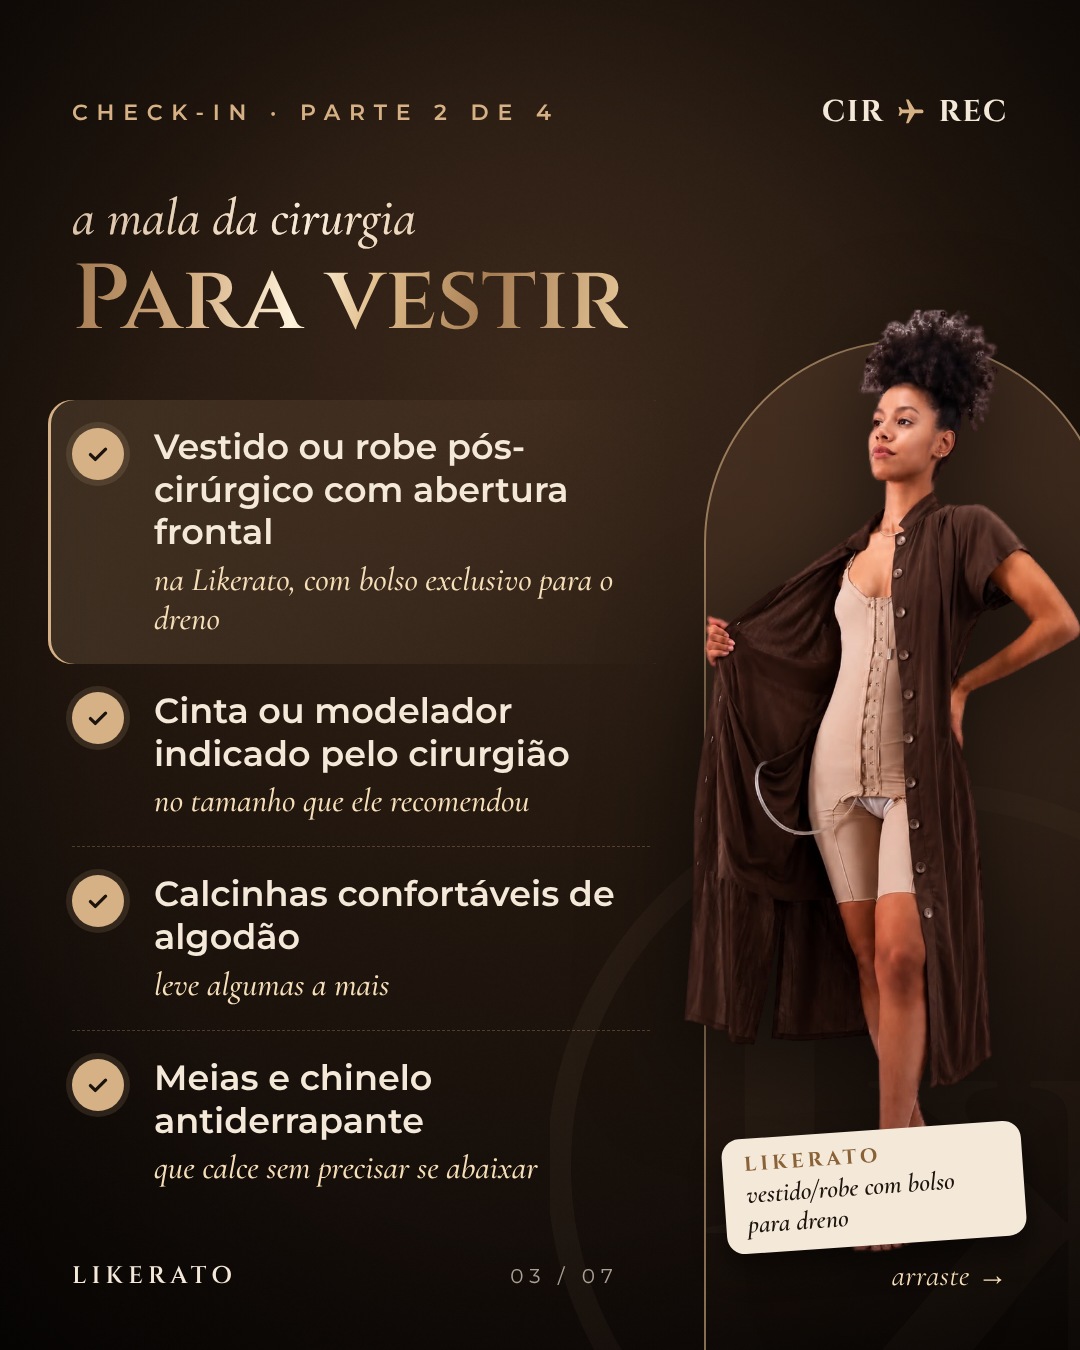 CHECK-IN · PARTE 2 DE 4
CIR ✈ REC
a mala da cirurgia
PARA VESTIR
Vestido ou robe pós-
cirúrgico com abertura
frontal
na Likerato, com bolso exclusivo para o
dreno
Cinta ou modelador
indicado pelo cirurgião
no tamanho que ele recomendou
Calcinhas confortáveis de
algodão
leve algumas a mais
Meias e chinelo
antiderrapante
que calce sem precisar se abaixar
LIKERATO
vestido/robe com bolso
para dreno
LIKERATO
03 / 07
arraste →